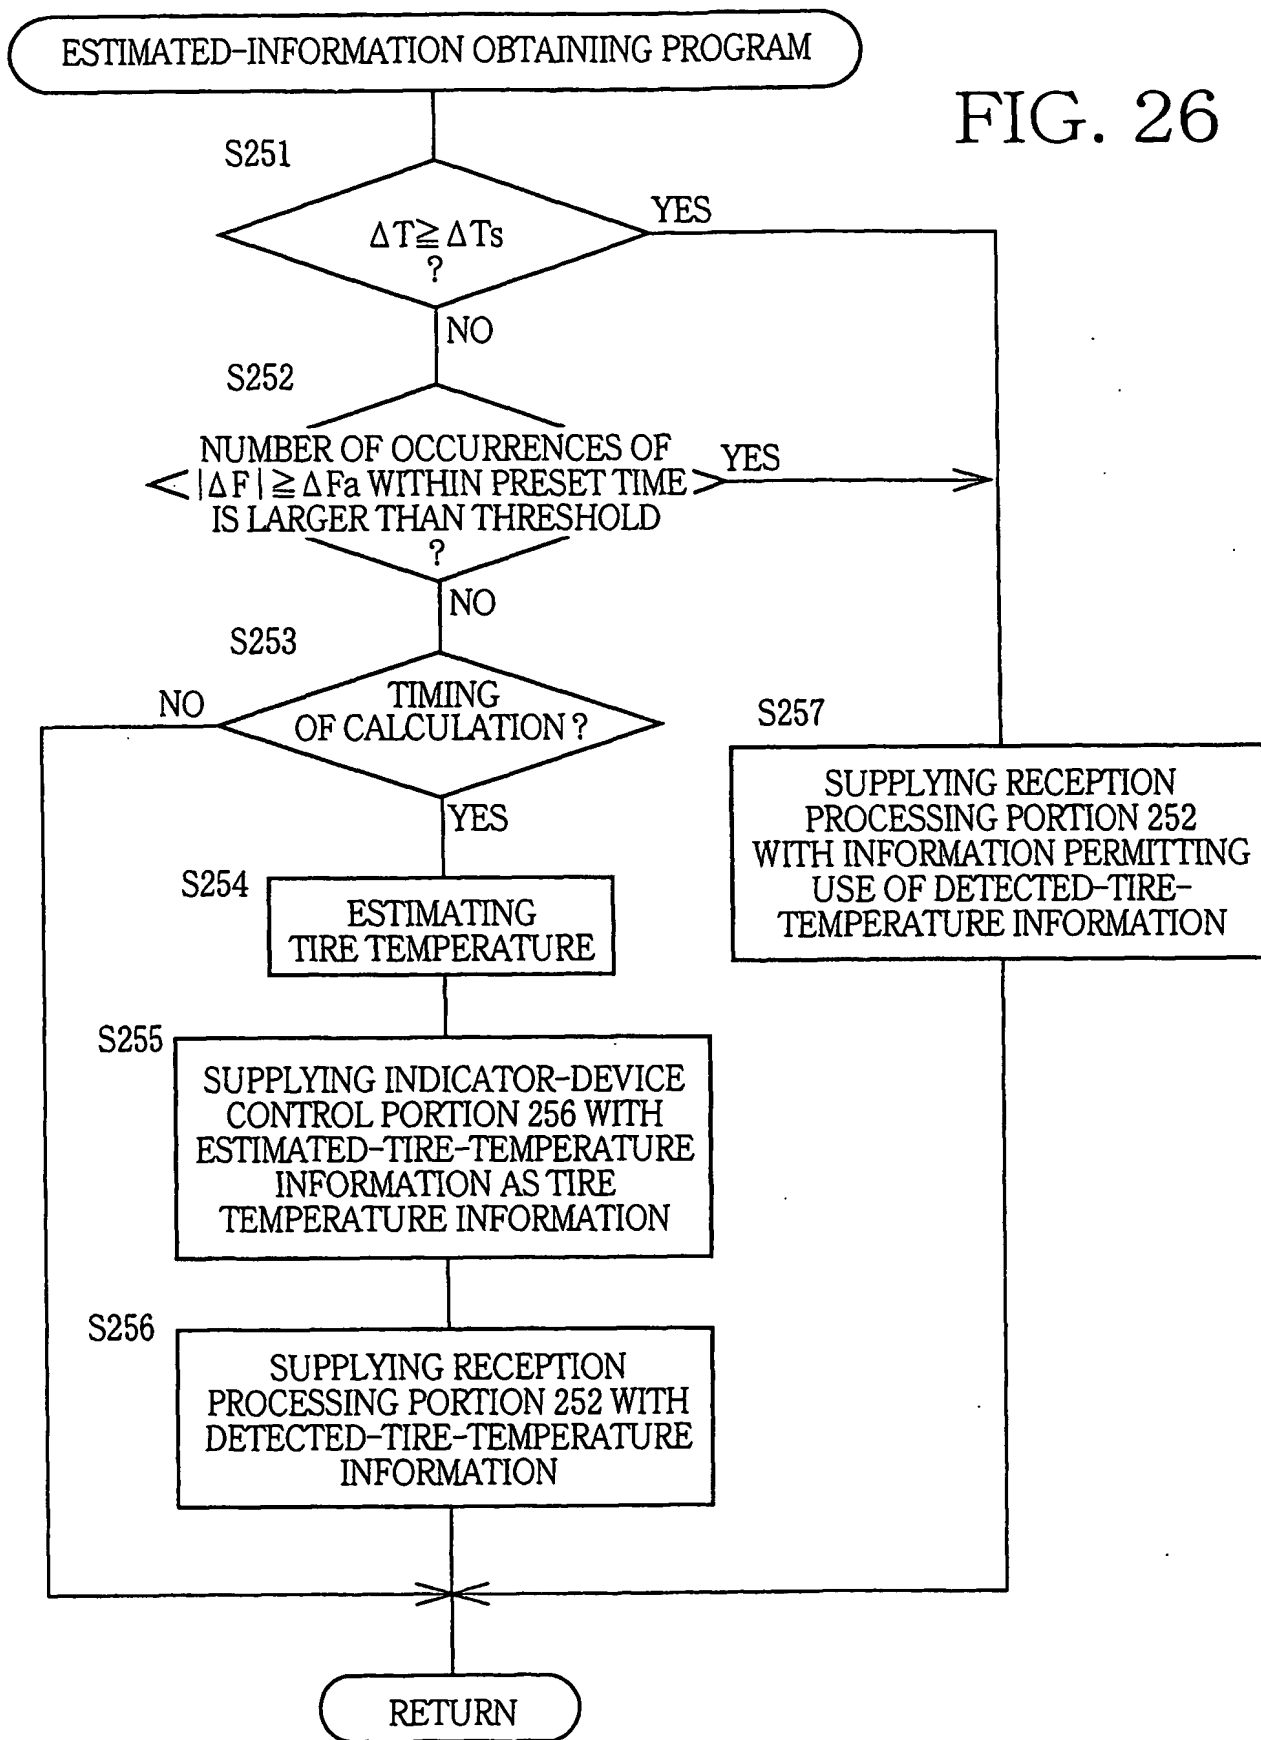 ESTIMATED-INFORMATION OBTAINIING PROGRAM
FIG. 26
S251
ΔT≧ΔTs
?
YES
NO
S252
NUMBER OF OCCURRENCES OF
|ΔF|≧ΔFa WITHIN PRESET TIME
IS LARGER THAN THRESHOLD
?
YES
NO
S253
TIMING
OF CALCULATION ?
NO
YES
S254
ESTIMATING
TIRE TEMPERATURE
S255
SUPPLYING INDICATOR-DEVICE
CONTROL PORTION 256 WITH
ESTIMATED-TIRE-TEMPERATURE
INFORMATION AS TIRE
TEMPERATURE INFORMATION
S256
SUPPLYING RECEPTION
PROCESSING PORTION 252 WITH
DETECTED-TIRE-TEMPERATURE
INFORMATION
S257
SUPPLYING RECEPTION
PROCESSING PORTION 252
WITH INFORMATION PERMITTING
USE OF DETECTED-TIRE-
TEMPERATURE INFORMATION
RETURN